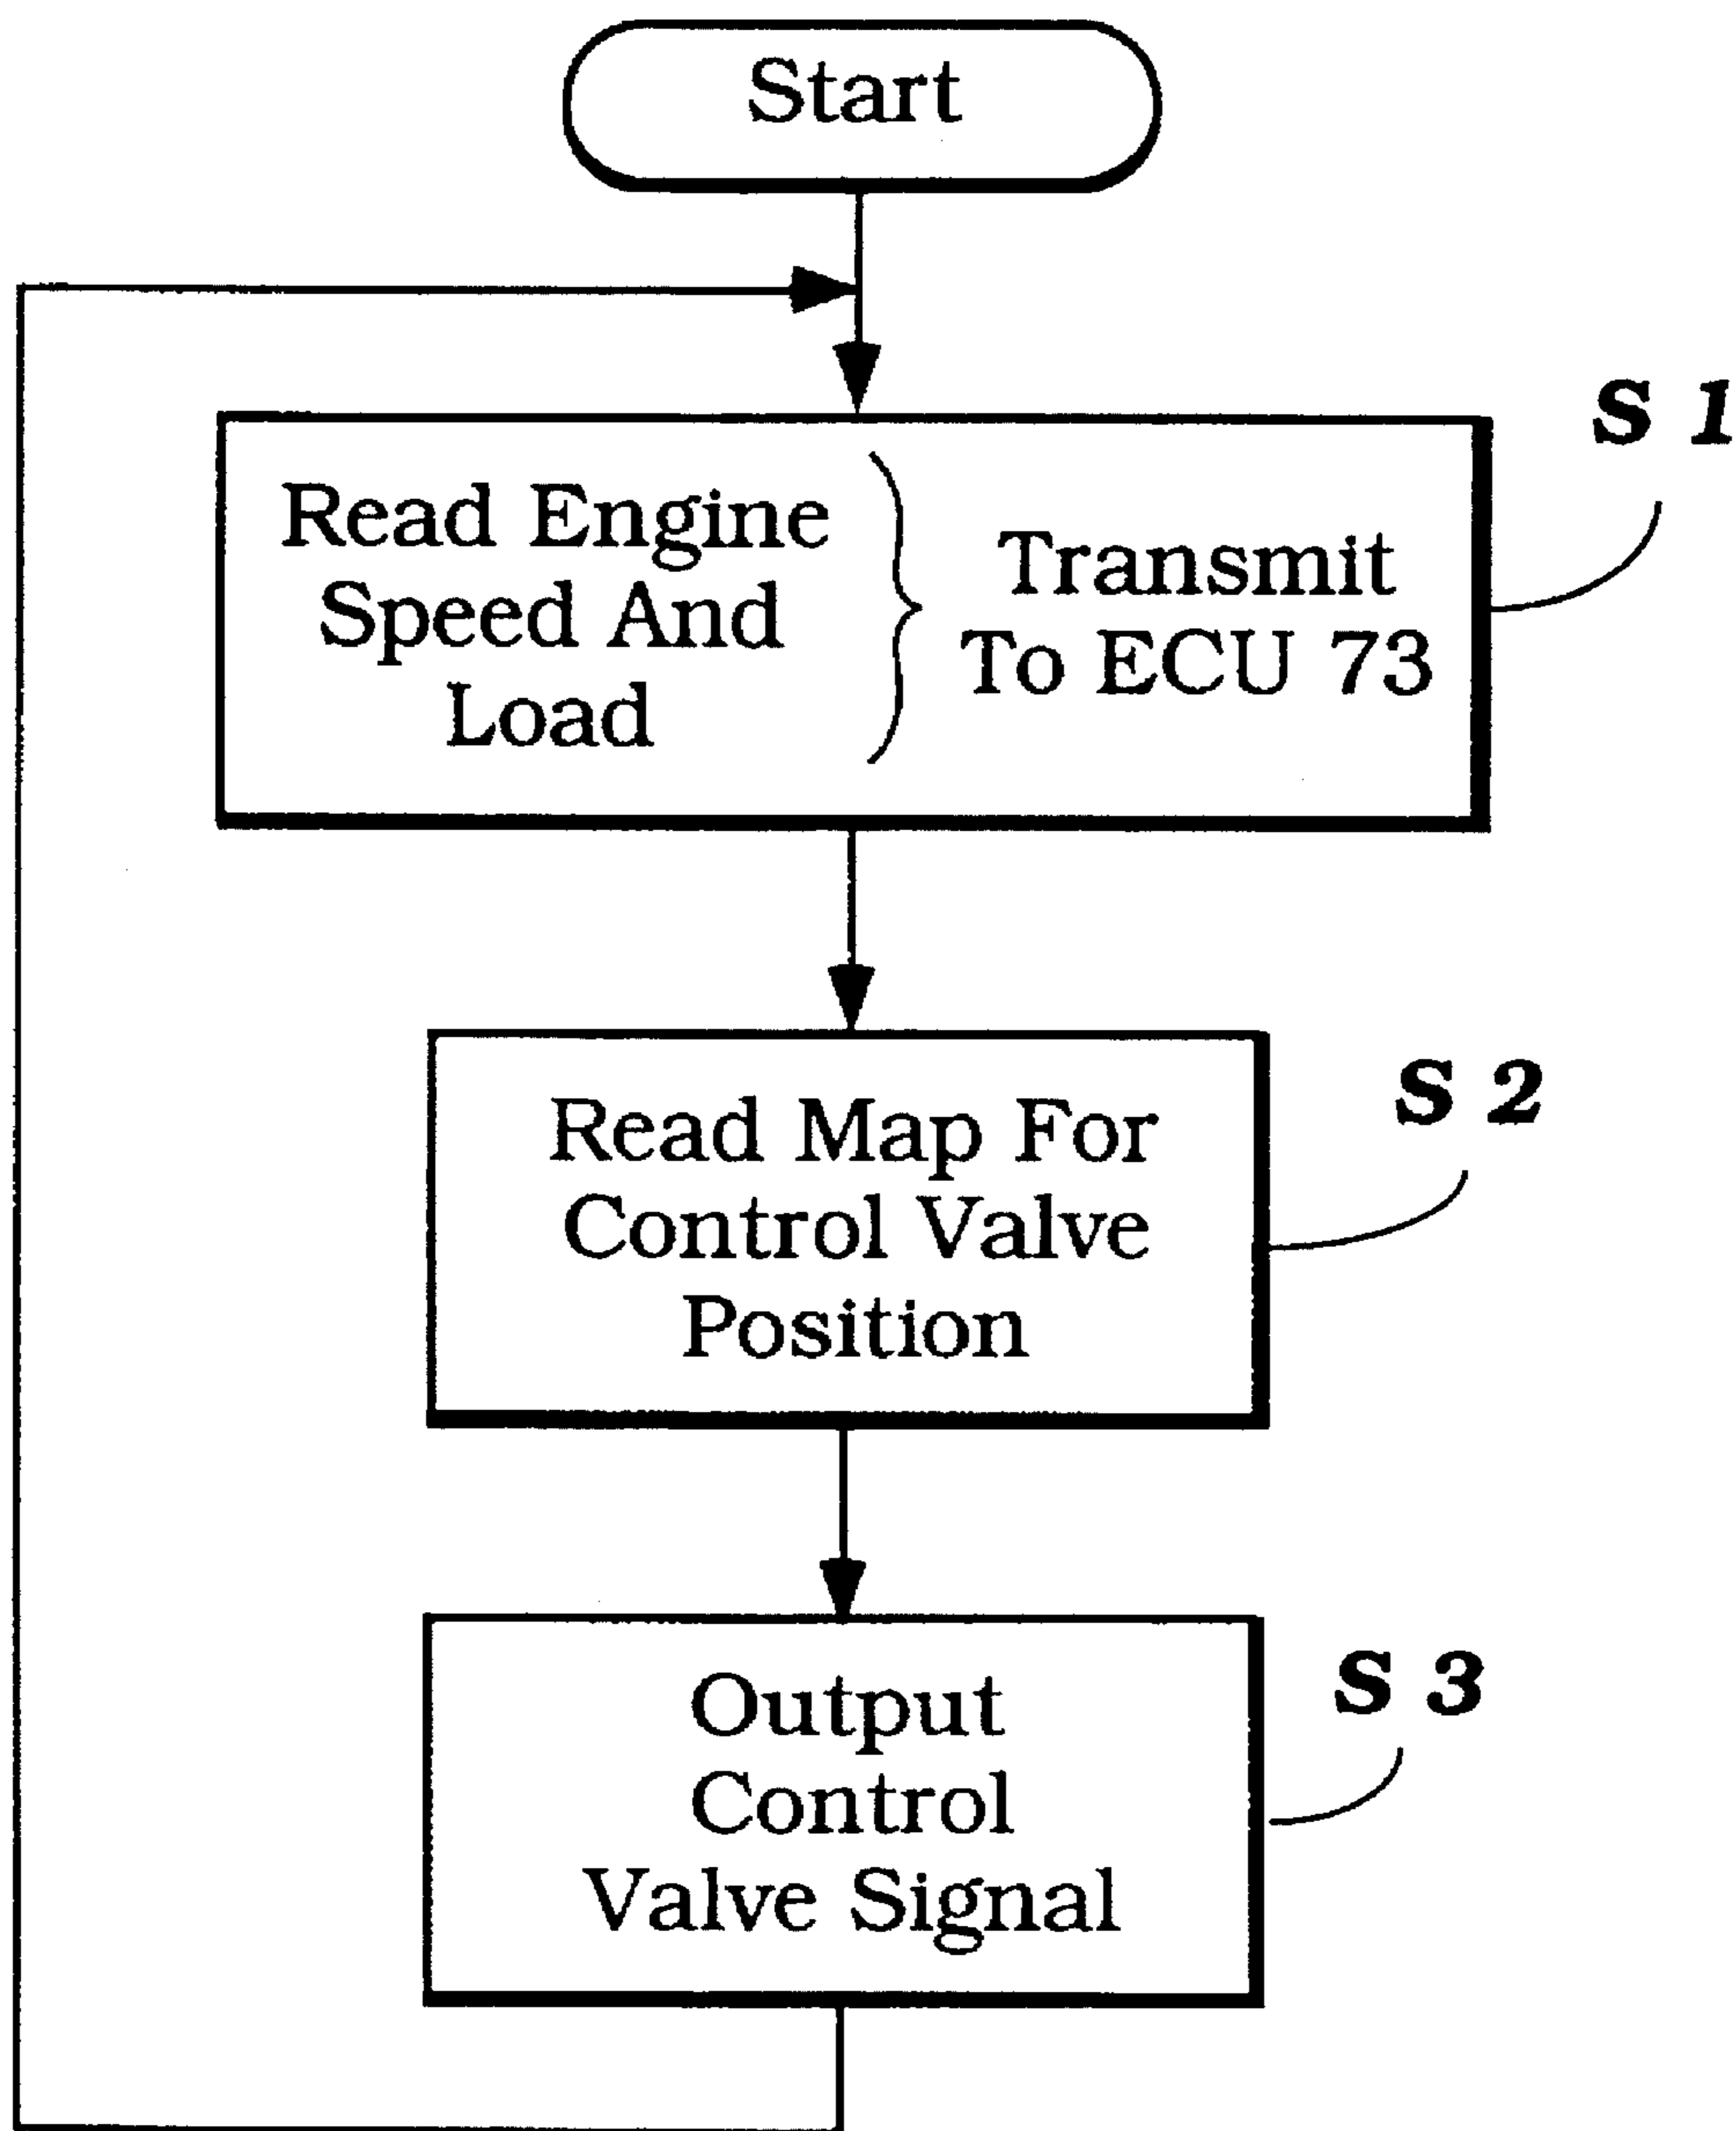 Start
S 1
Read Engine
Speed And
Load
Transmit
To ECU 73
S 2
Read Map For
Control Valve
Position
S 3
Output
Control
Valve Signal